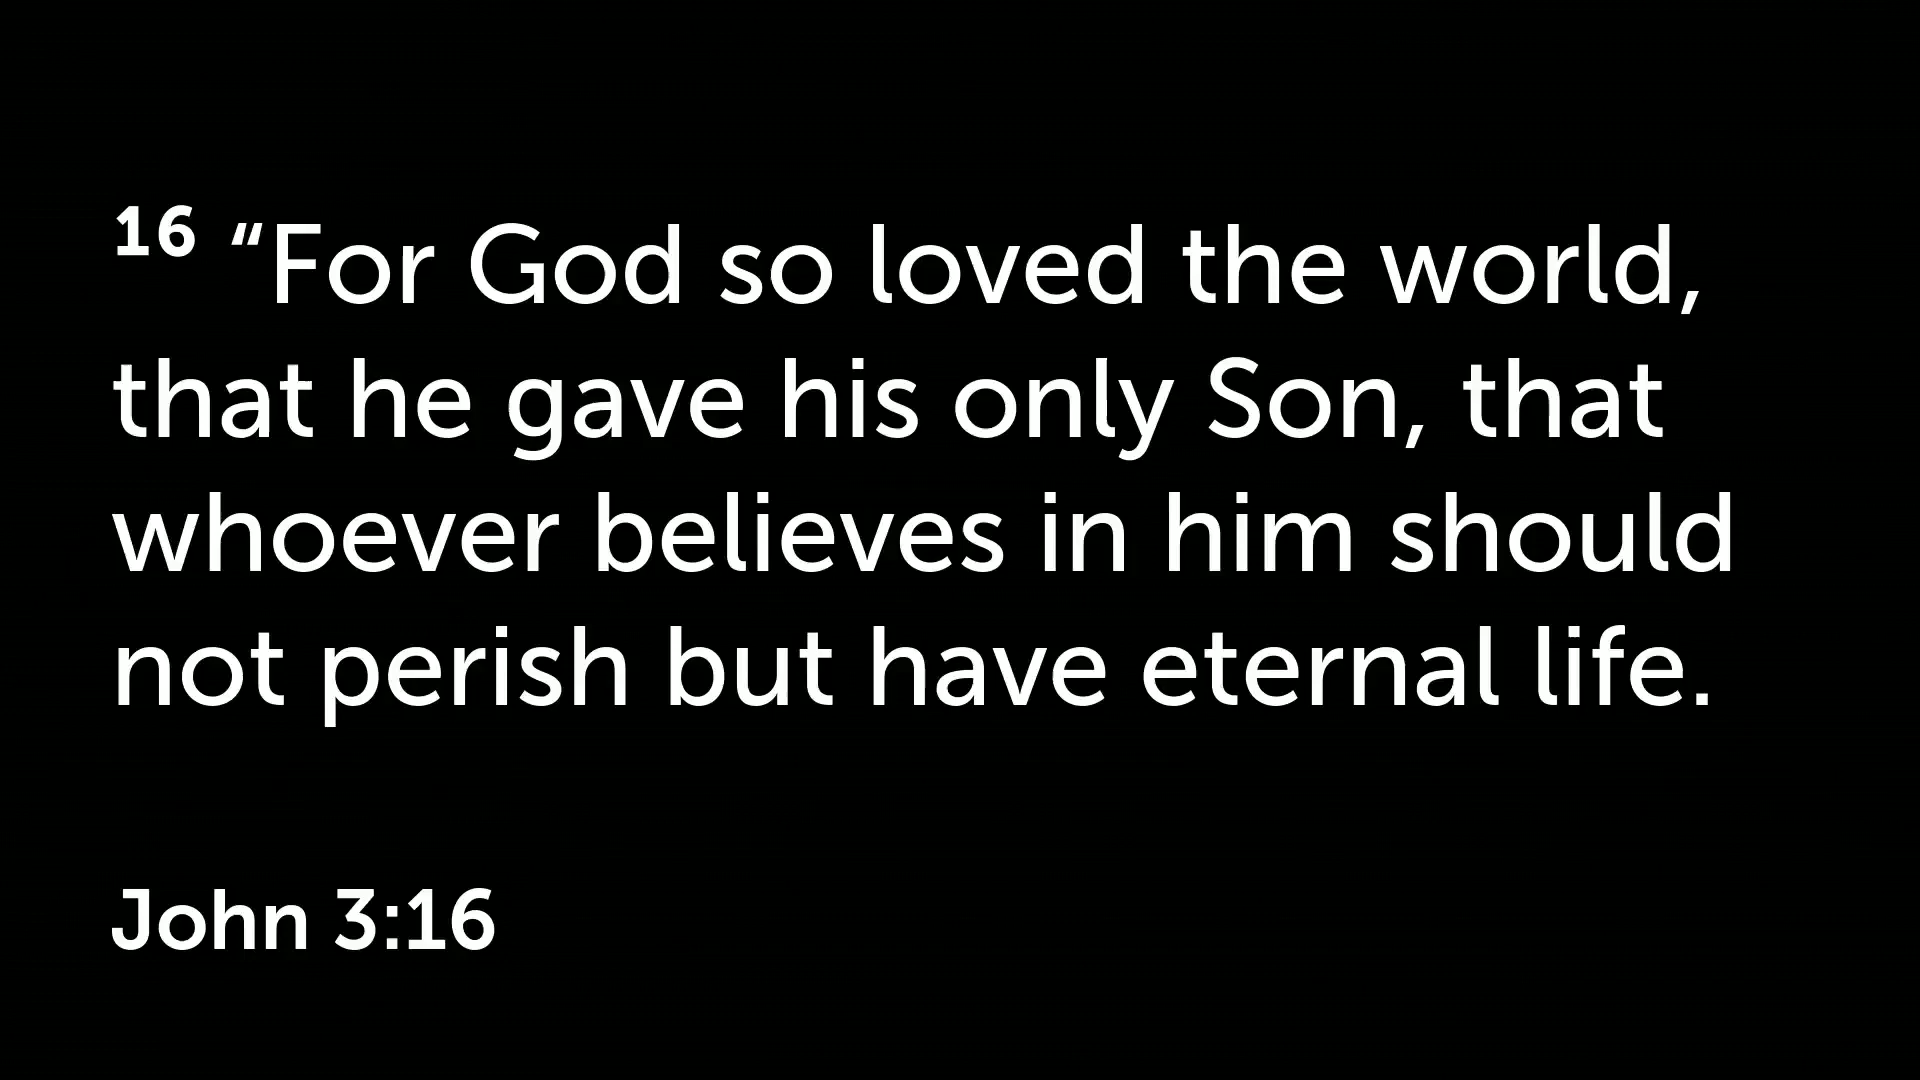 16 “For God so loved the world,
that he gave his only Son, that
whoever believes in him should
not perish but have eternal life.
John 3:16